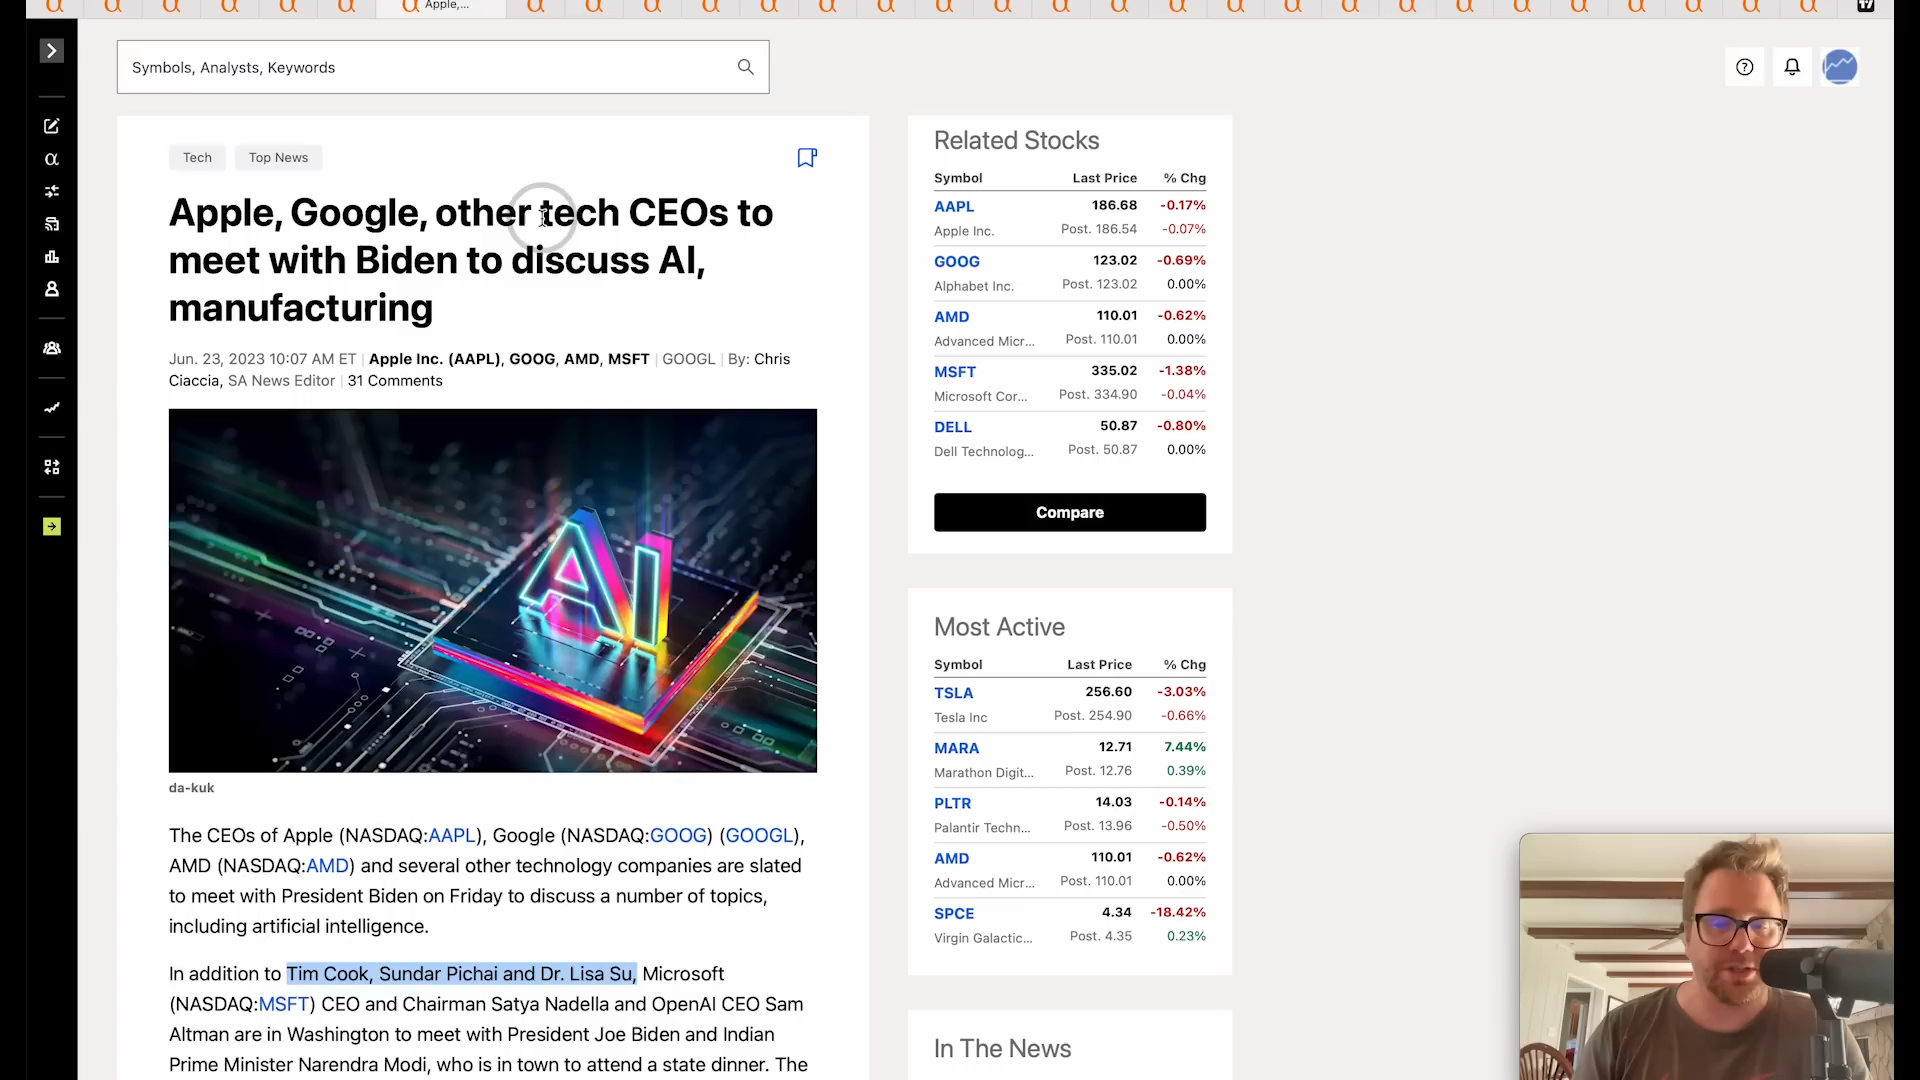 Apple,...
Symbols, Analysts, Keywords
Tech
Top News
Apple, Google, other tech CEOs to
meet with Biden to discuss AI,
manufacturing
Jun. 23, 2023 10:07 AM ET | Apple Inc. (AAPL), GOOG, AMD, MSFT | GOOGL | By: Chris
Ciaccia, SA News Editor | 31 Comments
AI
da-kuk
The CEOs of Apple (NASDAQ:AAPL), Google (NASDAQ:GOOG) (GOOGL),
AMD (NASDAQ:AMD) and several other technology companies are slated
to meet with President Biden on Friday to discuss a number of topics,
including artificial intelligence.
In addition to Tim Cook, Sundar Pichai and Dr. Lisa Su, Microsoft
(NASDAQ:MSFT) CEO and Chairman Satya Nadella and OpenAI CEO Sam
Altman are in Washington to meet with President Joe Biden and Indian
Prime Minister Narendra Modi, who is in town to attend a state dinner. The
Related Stocks
Symbol Last Price % Chg
AAPL 186.68 -0.17%
Apple Inc. Post. 186.54 -0.07%
GOOG 123.02 -0.69%
Alphabet Inc. Post. 123.02 0.00%
AMD 110.01 -0.62%
Advanced Micr... Post. 110.01 0.00%
MSFT 335.02 -1.38%
Microsoft Cor... Post. 334.90 -0.04%
DELL 50.87 -0.80%
Dell Technolog... Post. 50.87 0.00%
Compare
Most Active
Symbol Last Price % Chg
TSLA 256.60 -3.03%
Tesla Inc Post. 254.90 -0.66%
MARA 12.71 7.44%
Marathon Digit... Post. 12.76 0.39%
PLTR 14.03 -0.14%
Palantir Techn... Post. 13.96 -0.50%
AMD 110.01 -0.62%
Advanced Micr... Post. 110.01 0.00%
SPCE 4.34 -18.42%
Virgin Galactic... Post. 4.35 0.23%
In The News